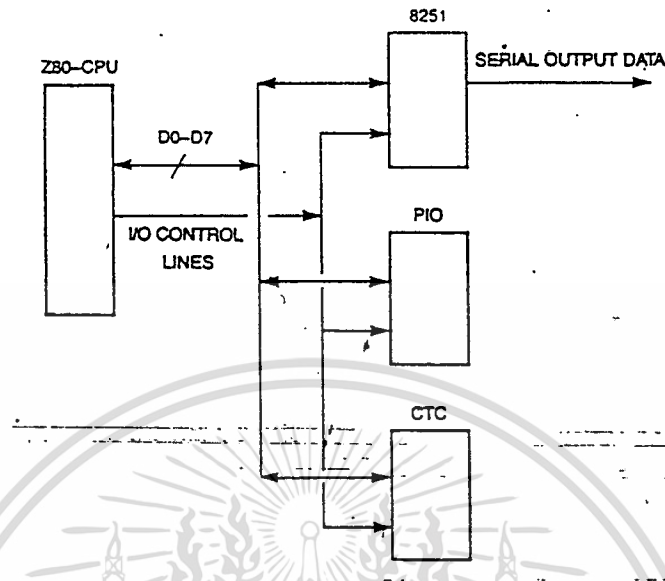 8251
Z80-CPU
SERIAL OUTPUT DATA
D0-D7
I/O CONTROL
LINES
PIO
CTC